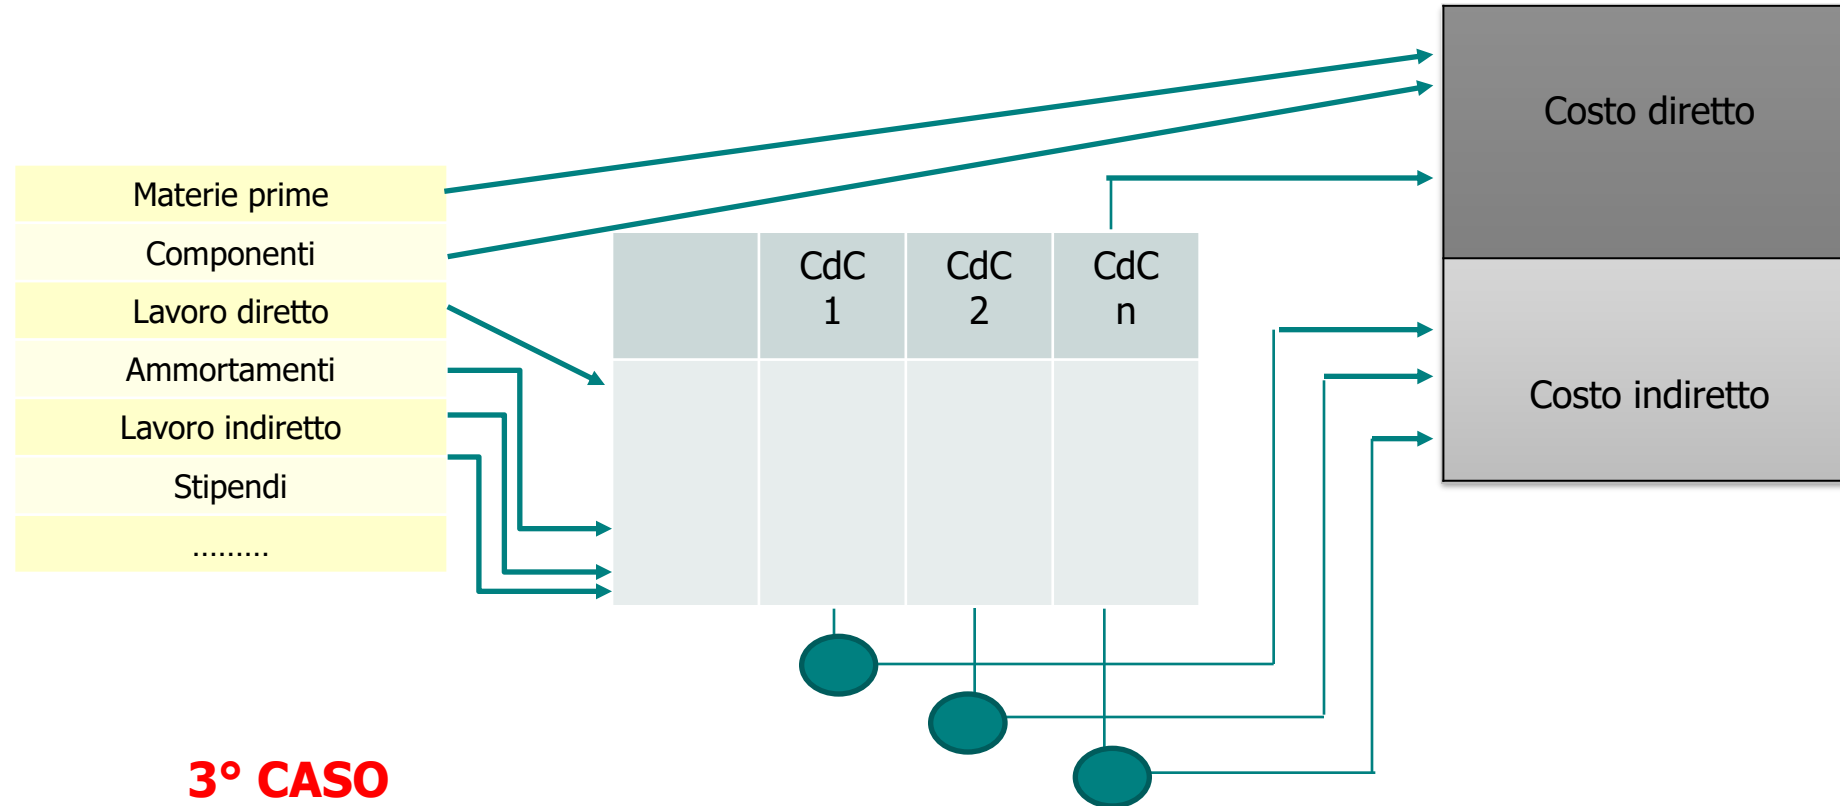 Costo diretto
Materie prime
Componenti
Lavoro diretto
Ammortamenti
Lavoro indiretto
Stipendi
.........
CdC
1
CdC
2
CdC
n
Costo indiretto
3° CASO